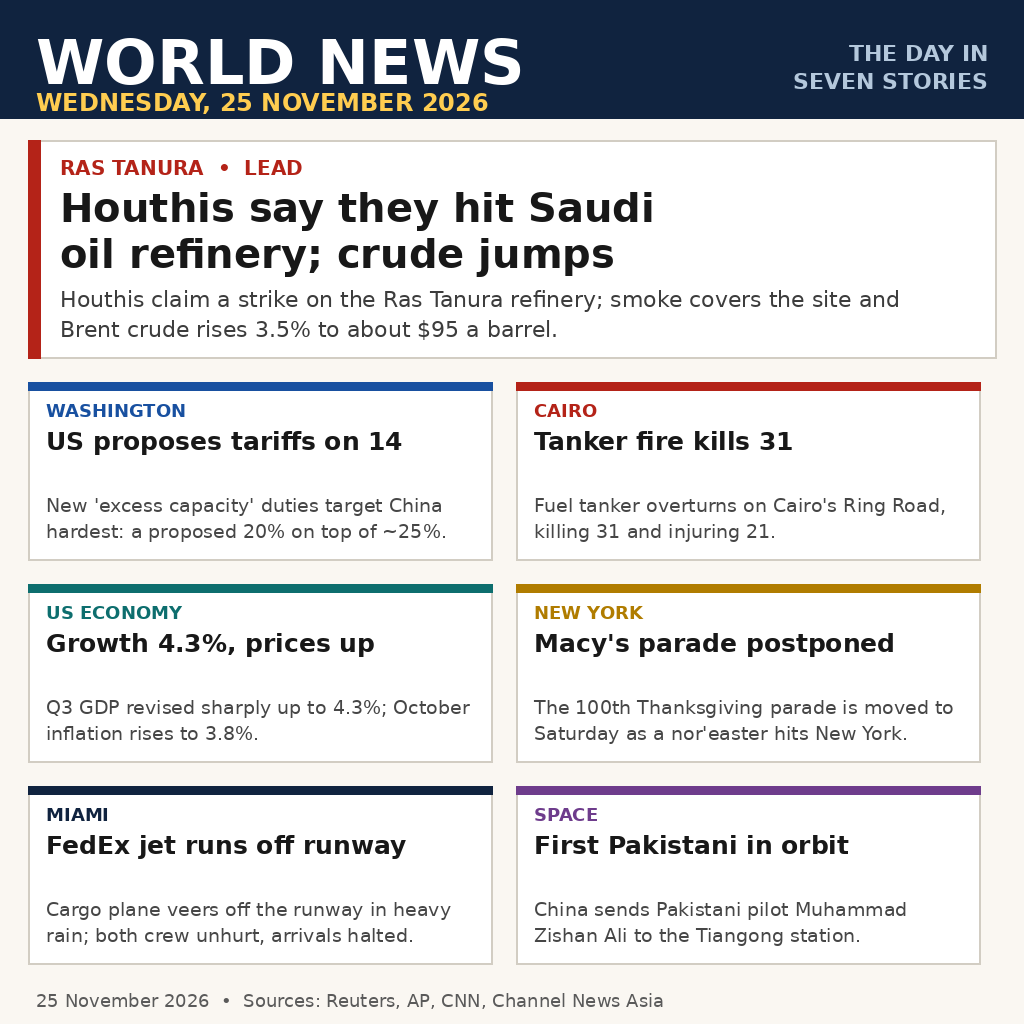 WORLD NEWS
WEDNESDAY, 25 NOVEMBER 2026
THE DAY IN
SEVEN STORIES
RAS TANURA • LEAD
Houthis say they hit Saudi
oil refinery; crude jumps
Houthis claim a strike on the Ras Tanura refinery; smoke covers the site and
Brent crude rises 3.5% to about $95 a barrel.
WASHINGTON
US proposes tariffs on 14
New 'excess capacity' duties target China
hardest: a proposed 20% on top of ~25%.
CAIRO
Tanker fire kills 31
Fuel tanker overturns on Cairo's Ring Road,
killing 31 and injuring 21.
US ECONOMY
Growth 4.3%, prices up
Q3 GDP revised sharply up to 4.3%; October
inflation rises to 3.8%.
NEW YORK
Macy's parade postponed
The 100th Thanksgiving parade is moved to
Saturday as a nor'easter hits New York.
MIAMI
FedEx jet runs off runway
Cargo plane veers off the runway in heavy
rain; both crew unhurt, arrivals halted.
SPACE
First Pakistani in orbit
China sends Pakistani pilot Muhammad
Zishan Ali to the Tiangong station.
25 November 2026 • Sources: Reuters, AP, CNN, Channel News Asia